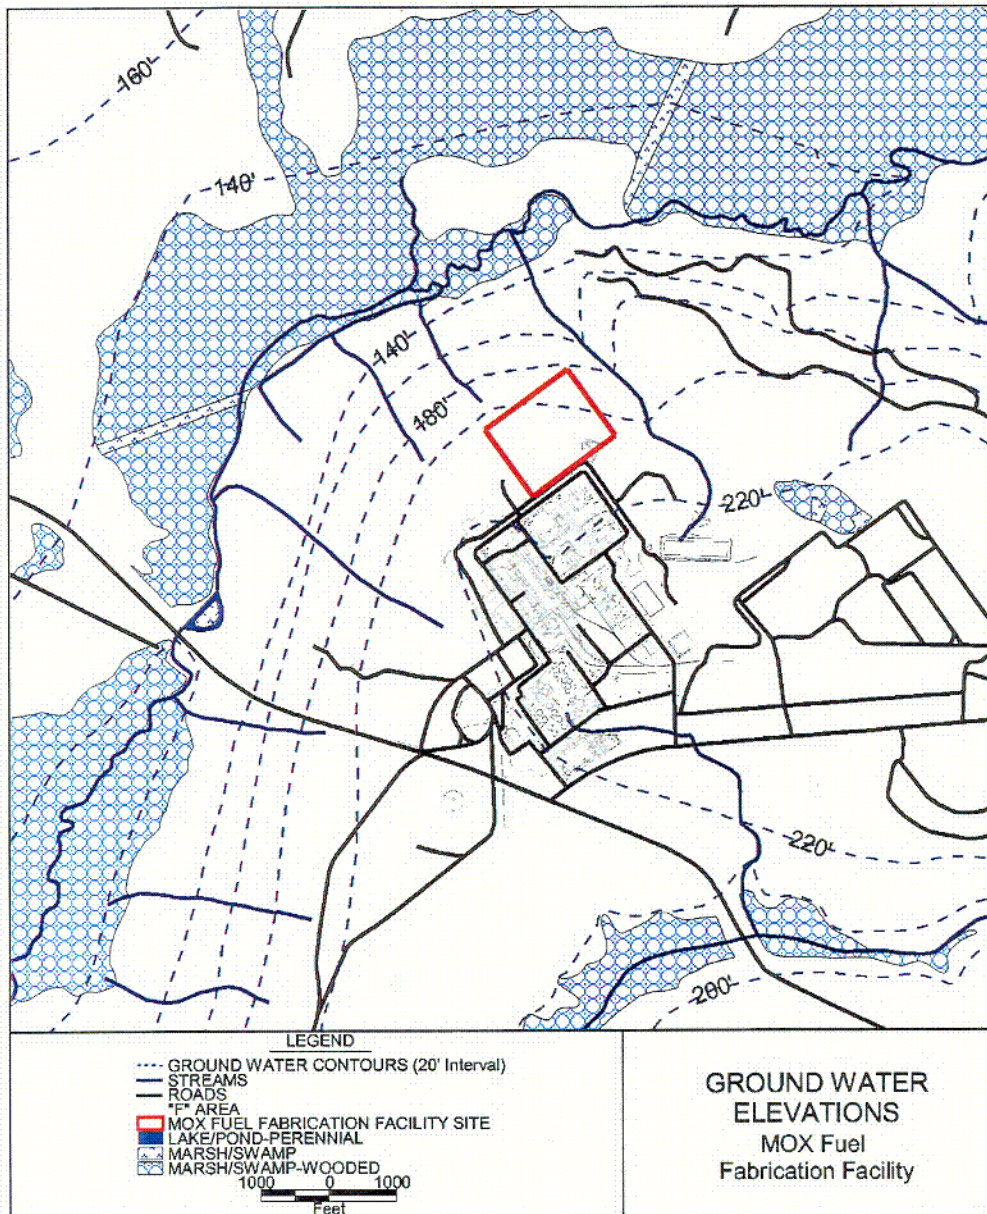 160'
140'
140'
180'
220'
220'
200'
LEGEND
GROUND WATER CONTOURS (20' Interval)
STREAMS
ROADS
"F" AREA
MOX FUEL FABRICATION FACILITY SITE
LAKE/POND-PERENNIAL
MARSH/SWAMP
MARSH/SWAMP-WOODED
1000 0 1000
Feet
GROUND WATER
ELEVATIONS
MOX Fuel
Fabrication Facility